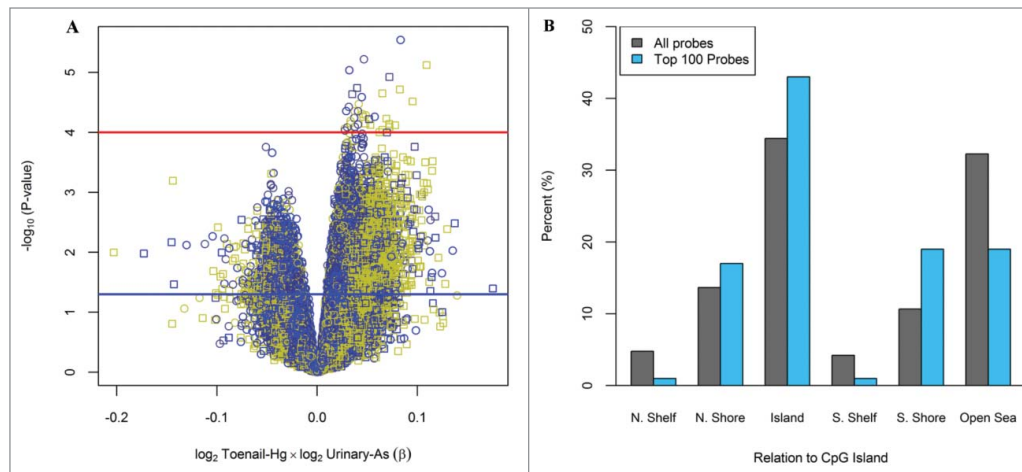 A
-log10 (P-value)
5
4
3
2
1
0
-0.2
-0.1
0.0
0.1
log2 Toenail-Hg × log2 Urinary-As (β)
B
All probes
Top 100 Probes
Percent (%)
50
40
30
20
10
0
N. Shelf
N. Shore
Island
S. Shelf
S. Shore
Open Sea
Relation to CpG Island